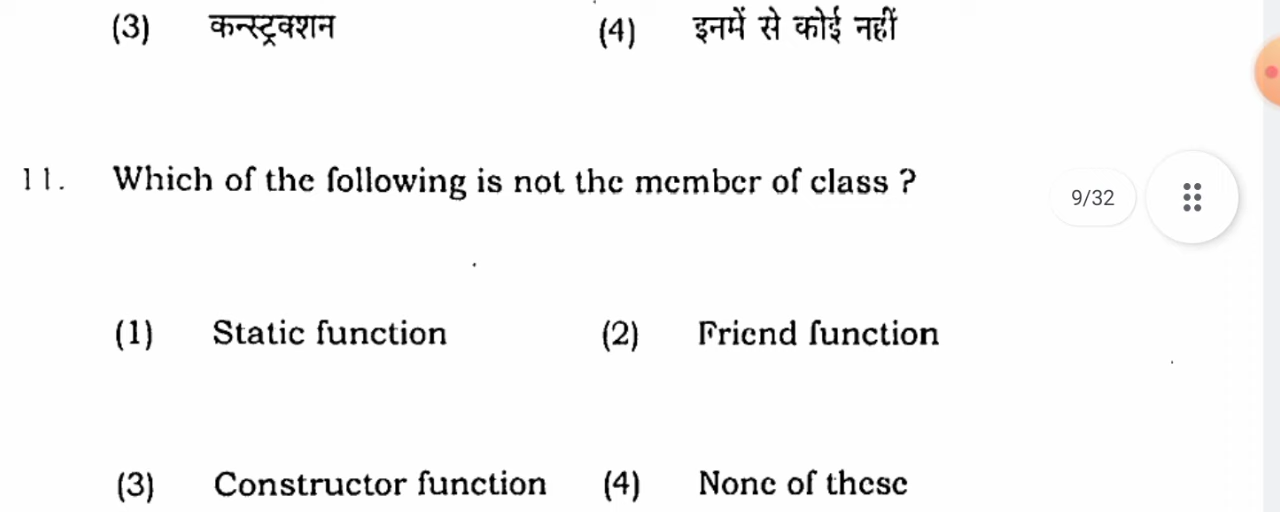 (3) कन्स्ट्रक्शन (4) इनमें से कोई नहीं
11. Which of the following is not the member of class ?
9/32
(1) Static function (2) Friend function
(3) Constructor function (4) None of these